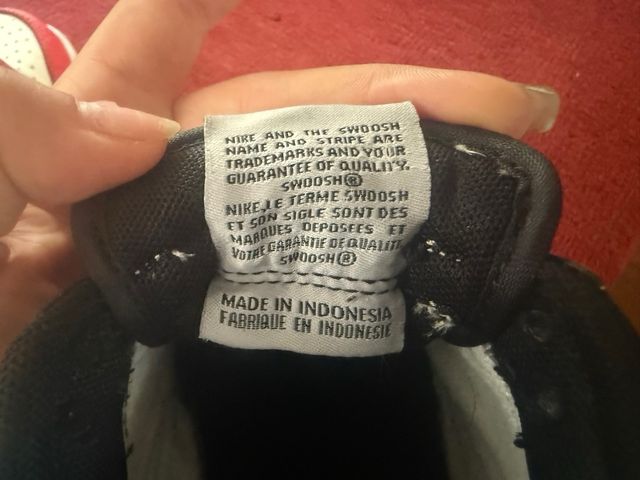 NIKE AND THE SWOOSH
NAME AND STRIPE ARE
TRADEMARKS AND YOUR
GUARANTEE OF QUALITY.
SWOOSH®
NIKE, LE TERME SWOOSH
ET SON SIGLE SONT DES
MARQUES DEPOSEES ET
VOTRE GARANTIE DE QUALITE.
SWOOSH®
MADE IN INDONESIA
FABRIQUE EN INDONESIE